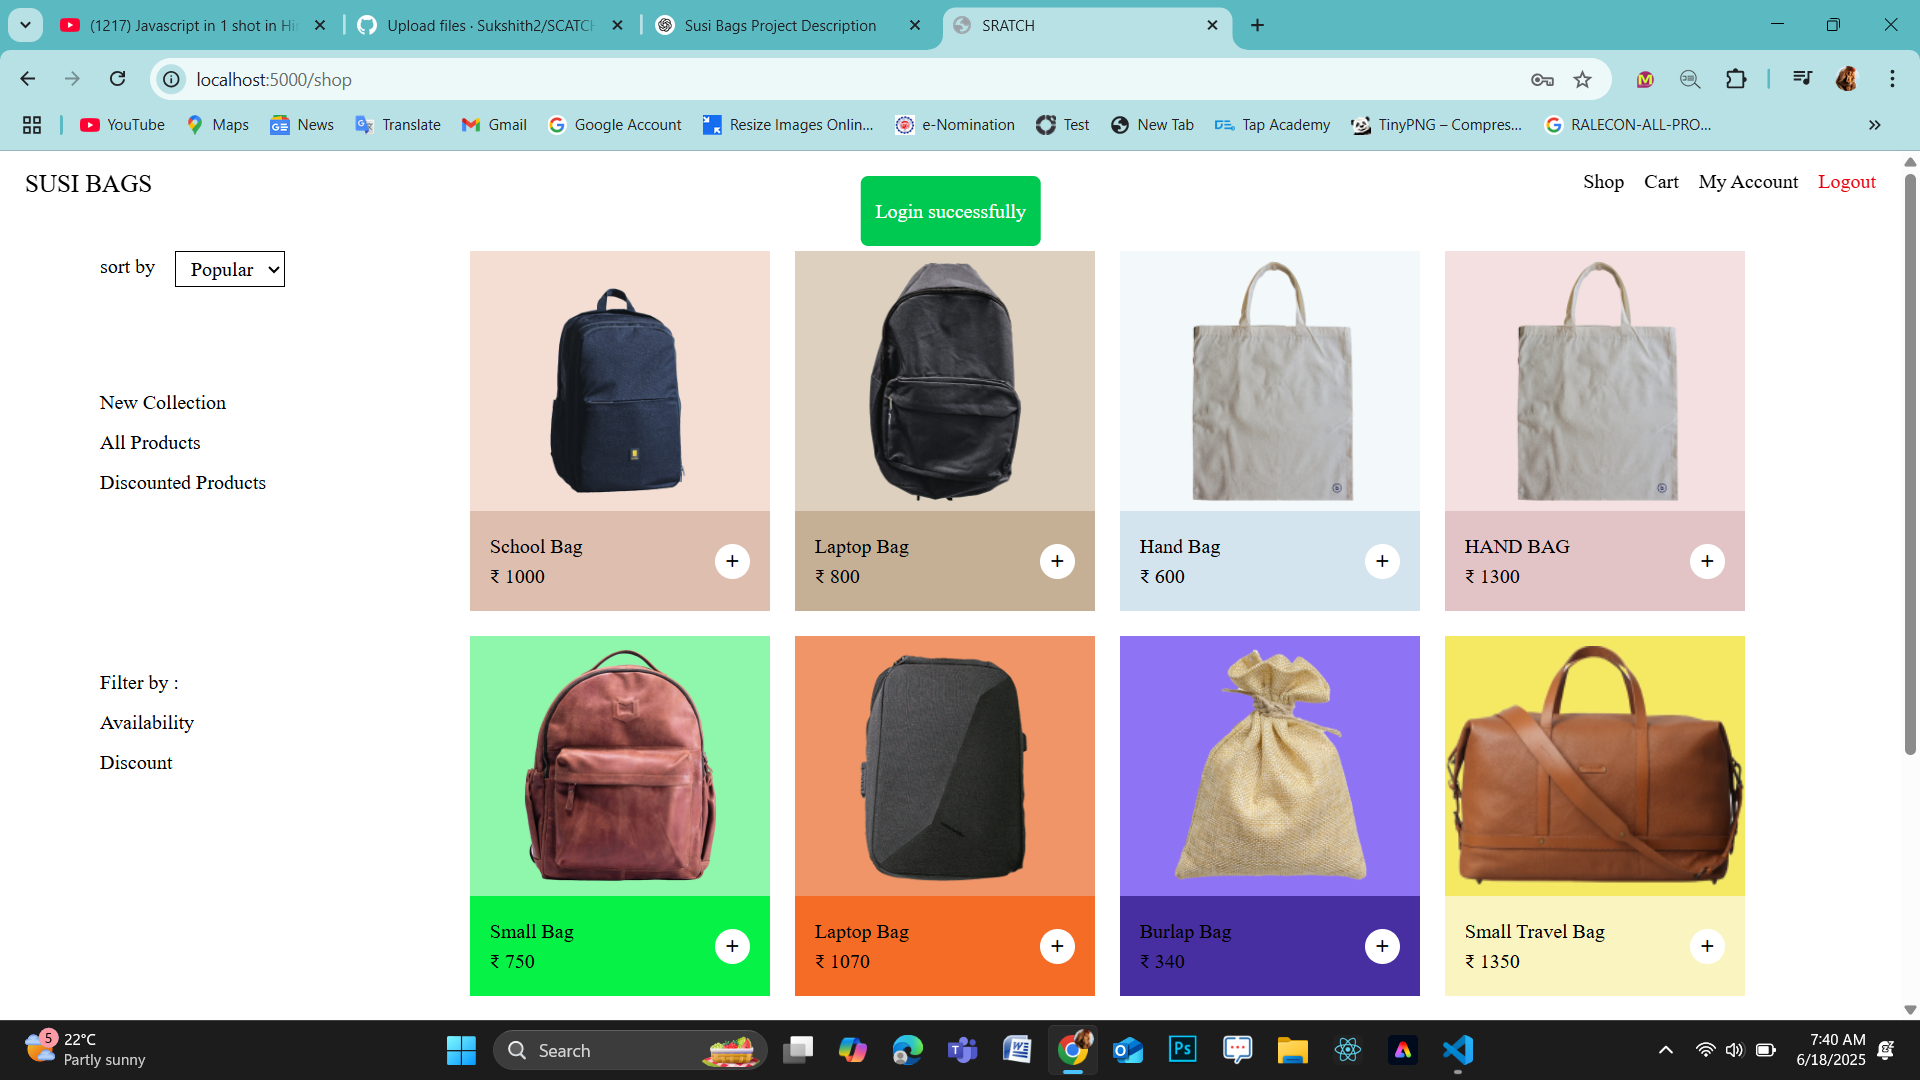 (1217) Javascript in 1 shot in Hi
Upload files · Sukshith2/SCATCH
Susi Bags Project Description
SRATCH
localhost:5000/shop
YouTube
Maps
News
Translate
Gmail
Google Account
Resize Images Onlin...
e-Nomination
Test
New Tab
Tap Academy
TinyPNG – Compres...
RALECON-ALL-PRO...
SUSI BAGS
Login successfully
Shop
Cart
My Account
Logout
sort by
Popular
New Collection
All Products
Discounted Products
Filter by :
Availability
Discount
School Bag
₹ 1000
+
Laptop Bag
₹ 800
+
Hand Bag
₹ 600
+
HAND BAG
₹ 1300
+
Small Bag
₹ 750
+
Laptop Bag
₹ 1070
+
Burlap Bag
₹ 340
+
Small Travel Bag
₹ 1350
+
5
22°C
Partly sunny
Search
7:40 AM
6/18/2025